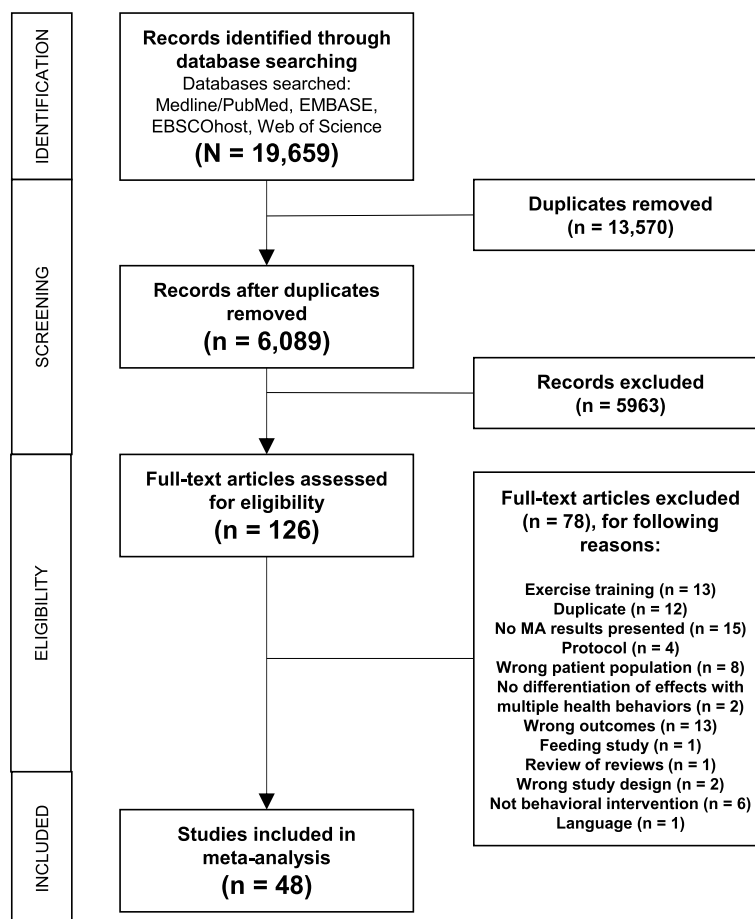 IDENTIFICATION
Records identified through
database searching
Databases searched:
Medline/PubMed, EMBASE,
EBSCOhost, Web of Science
(N = 19,659)
SCREENING
Duplicates removed
(n = 13,570)
Records after duplicates
removed
(n = 6,089)
Records excluded
(n = 5963)
ELIGIBILITY
Full-text articles assessed
for eligibility
(n = 126)
Full-text articles excluded
(n = 78), for following
reasons:
Exercise training (n = 13)
Duplicate (n = 12)
No MA results presented (n = 15)
Protocol (n = 4)
Wrong patient population (n = 8)
No differentiation of effects with
multiple health behaviors (n = 2)
Wrong outcomes (n = 13)
Feeding study (n = 1)
Review of reviews (n = 1)
Wrong study design (n = 2)
Not behavioral intervention (n = 6)
Language (n = 1)
INCLUDED
Studies included in
meta-analysis
(n = 48)